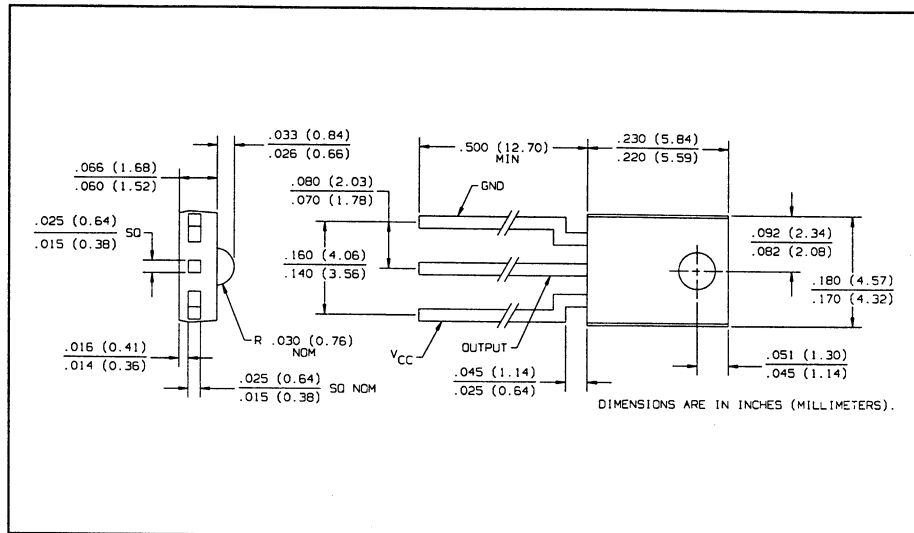 .033 (0.84)
.026 (0.66)
.066 (1.68)
.060 (1.52)
.025 (0.64) SQ
.015 (0.38)
R .030 (0.76)
NOM
.016 (0.41)
.014 (0.36)
.025 (0.64) SQ NOM
.015 (0.38)
.500 (12.70)
MIN
.230 (5.84)
.220 (5.59)
.080 (2.03)
.070 (1.78)
GND
.160 (4.06)
.140 (3.56)
VCC
OUTPUT
.045 (1.14)
.025 (0.64)
.092 (2.34)
.082 (2.08)
.180 (4.57)
.170 (4.32)
.051 (1.30)
.045 (1.14)
DIMENSIONS ARE IN INCHES (MILLIMETERS).